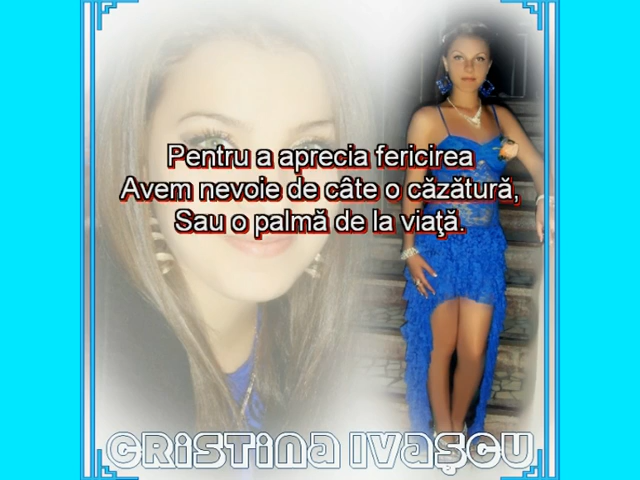 Pentru a aprecia fericirea
Avem nevoie de câte o căzătură,
Sau o palmă de la viaţă.
CRISTINA IVAŞCU